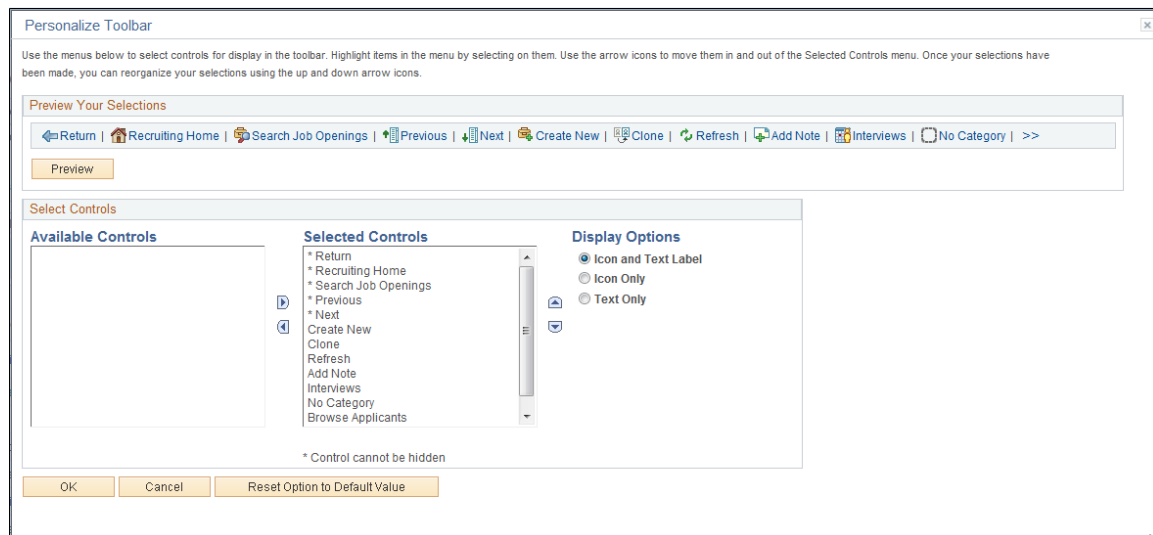 Personalize Toolbar
Use the menus below to select controls for display in the toolbar. Highlight items in the menu by selecting on them. Use the arrow icons to move them in and out of the Selected Controls menu. Once your selections have
been made, you can reorganize your selections using the up and down arrow icons.
Preview Your Selections
Return | Recruiting Home | Search Job Openings | Previous | Next | Create New | Clone | Refresh | Add Note | Interviews | No Category | >>
Preview
Select Controls
Available Controls
Selected Controls
* Return
* Recruiting Home
* Search Job Openings
* Previous
* Next
Create New
Clone
Refresh
Add Note
Interviews
No Category
Browse Applicants
* Control cannot be hidden
Display Options
Icon and Text Label
Icon Only
Text Only
OK
Cancel
Reset Option to Default Value